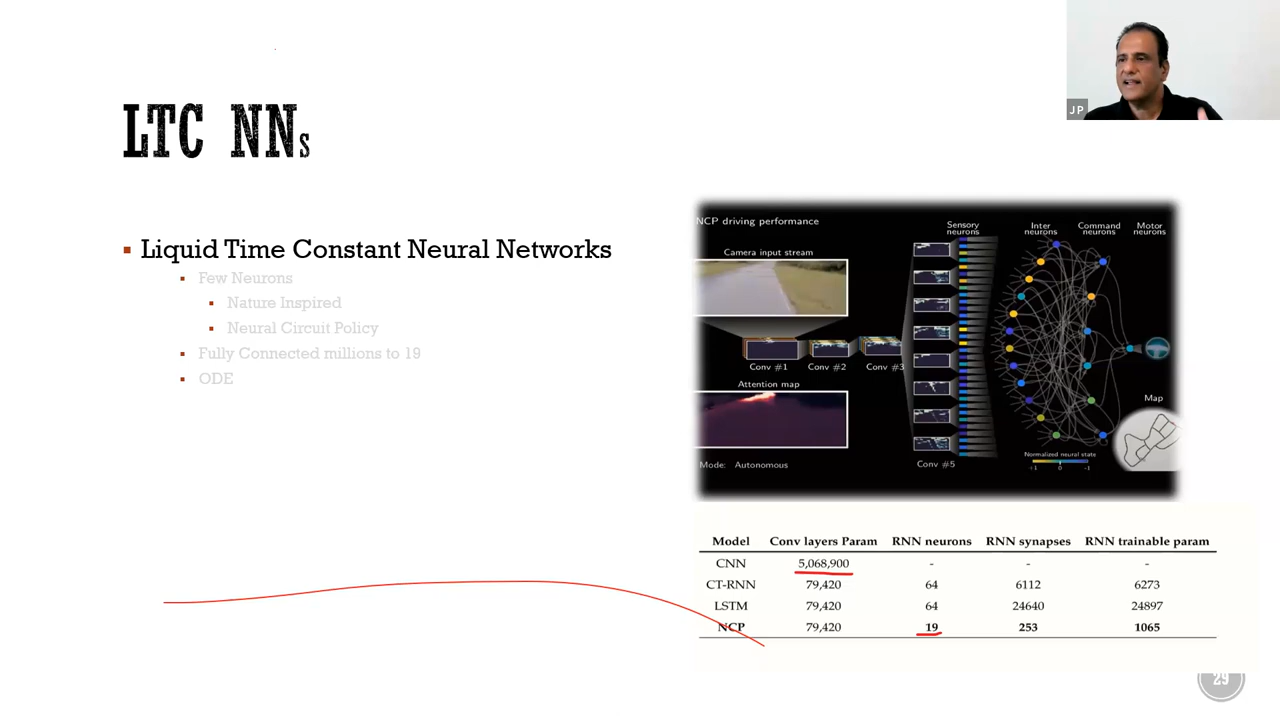 JP
LTC NNs
Liquid Time Constant Neural Networks
Few Neurons
Nature Inspired
Neural Circuit Policy
Fully Connected millions to 19
ODE
NCP driving performance
Camera input stream
Conv #1 Conv #2 Conv #3
Attention map
Mode: Autonomous
Sensory neurons
Inter neurons
Command neurons
Motor neurons
Conv #5
Map
Normalized neural state
+1 0 -1
Model Conv layers Param RNN neurons RNN synapses RNN trainable param
CNN 5,068,900 - - -
CT-RNN 79,420 64 6112 6273
LSTM 79,420 64 24640 24897
NCP 79,420 19 253 1065
29